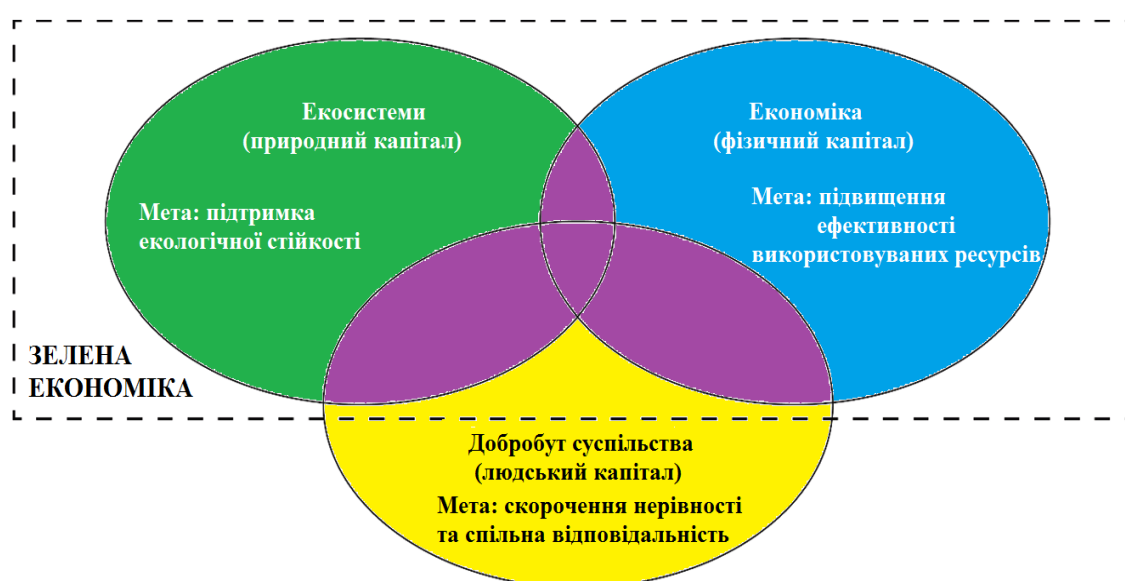 Екосистеми
(природний капітал)
Мета: підтримка
екологічної стійкості
Економіка
(фізичний капітал)
Мета: підвищення
ефективності
використовуваних ресурсів
ЗЕЛЕНА
ЕКОНОМІКА
Добробут суспільства
(людський капітал)
Мета: скорочення нерівності
та спільна відповідальність